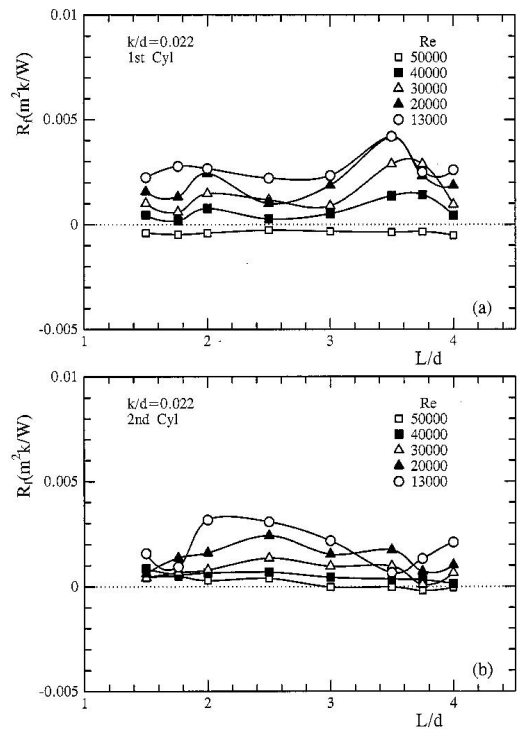 0.01
k/d=0.022
1st Cyl
Re
50000
40000
30000
20000
13000
0.005
Rf(m²k/W)
0
-0.005
(a)
1 2 3 4
L/d
0.01
k/d=0.022
2nd Cyl
Re
50000
40000
30000
20000
13000
0.005
Rf(m²k/W)
0
-0.005
(b)
1 2 3 4
L/d